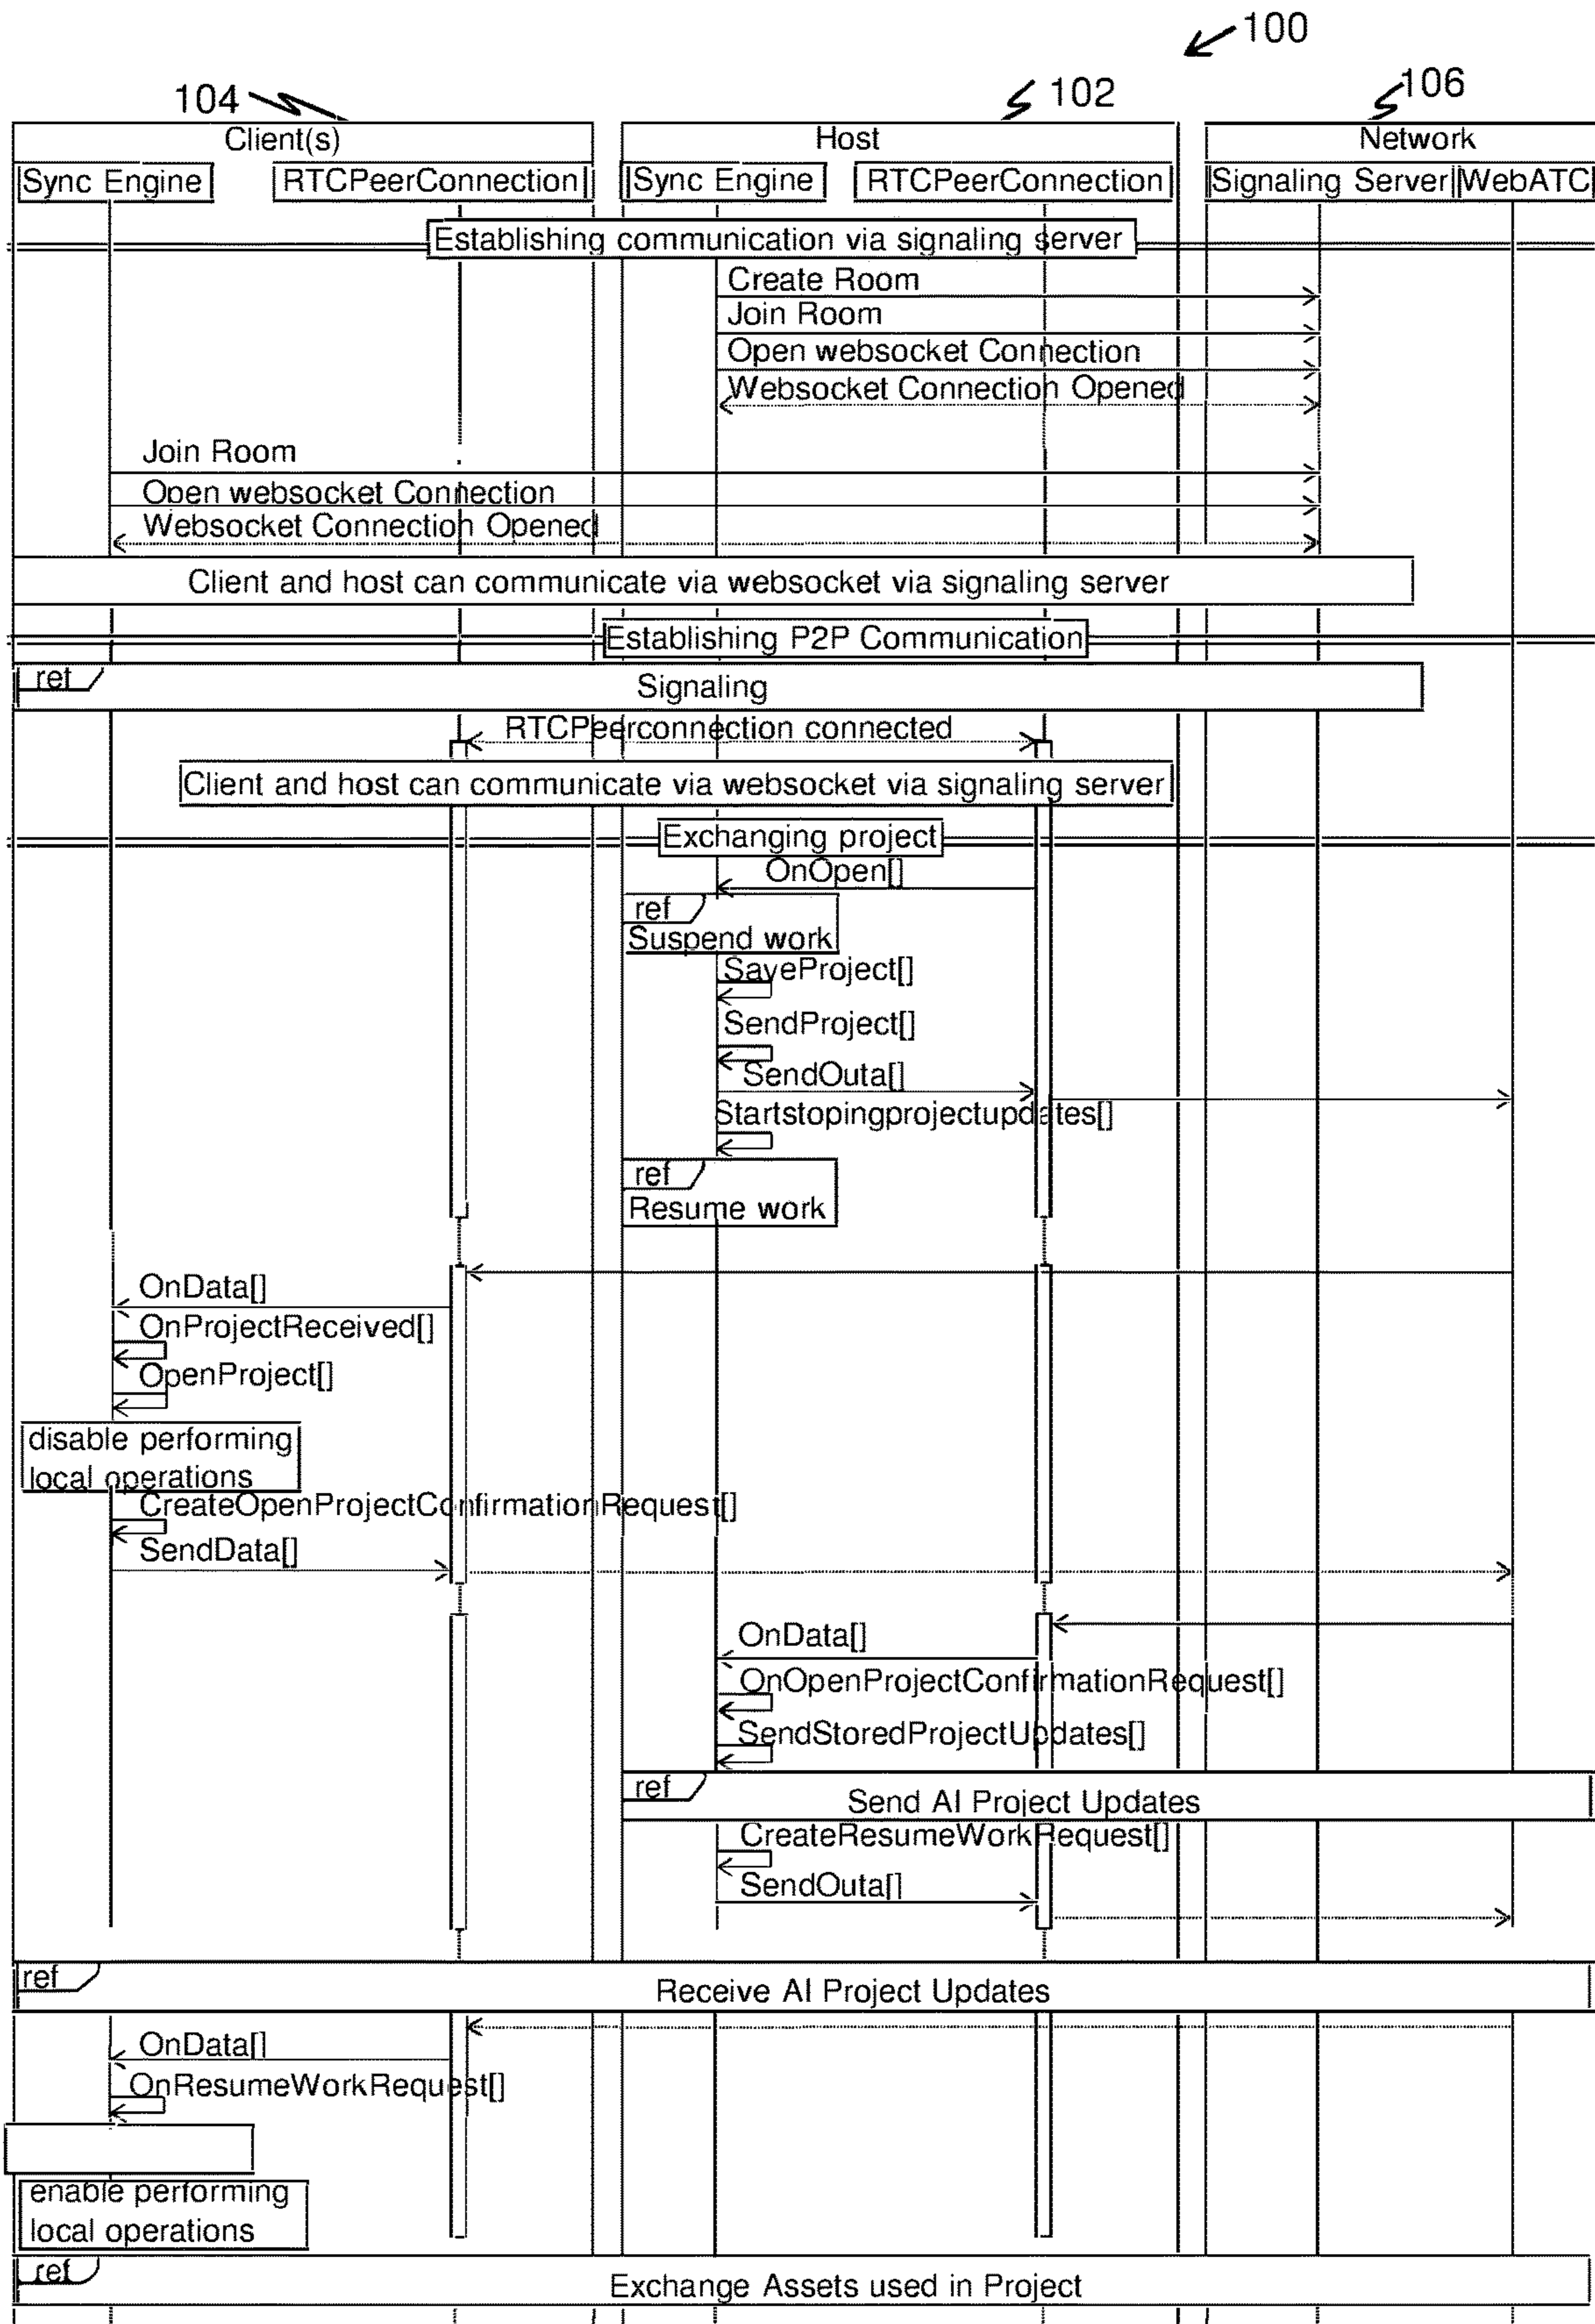 100
104
102
106
Client(s)
Host
Network
Sync Engine
RTCPeerConnection
Sync Engine
RTCPeerConnection
Signaling Server
WebATC
Establishing communication via signaling server
Create Room
Join Room
Open websocket Connection
Websocket Connection Opened
Join Room
Open websocket Connection
Websocket Connection Opened
Client and host can communicate via websocket via signaling server
Establishing P2P Communication
ret
Signaling
RTCPeerconnection connected
Client and host can communicate via websocket via signaling server
Exchanging project
OnOpen[]
ref
Suspend work
SaveProject[]
SendProject[]
SendOuta[]
Startstopingprojectupdates[]
ref
Resume work
OnData[]
OnProjectReceived[]
OpenProject[]
disable performing
local operations
CreateOpenProjectConfirmationRequest[]
SendData[]
OnData[]
OnOpenProjectConfirmationRequest[]
SendStoredProjectUpdates[]
ref
Send AI Project Updates
CreateResumeWorkRequest[]
SendOuta[]
ref
Receive AI Project Updates
OnData[]
OnResumeWorkRequest[]
enable performing
local operations
ref
Exchange Assets used in Project